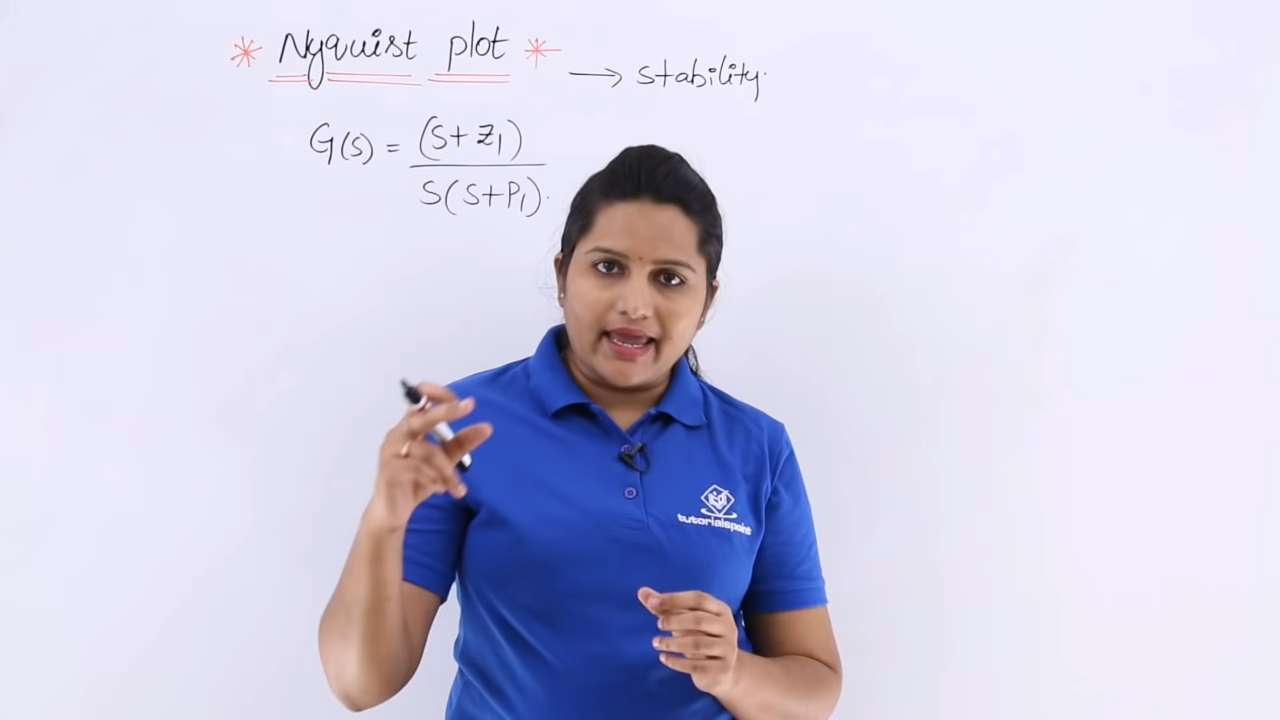 * Nyquist plot *
→ stability.
G(s) = (s+z1)
s(s+p1).
tutorialspoint